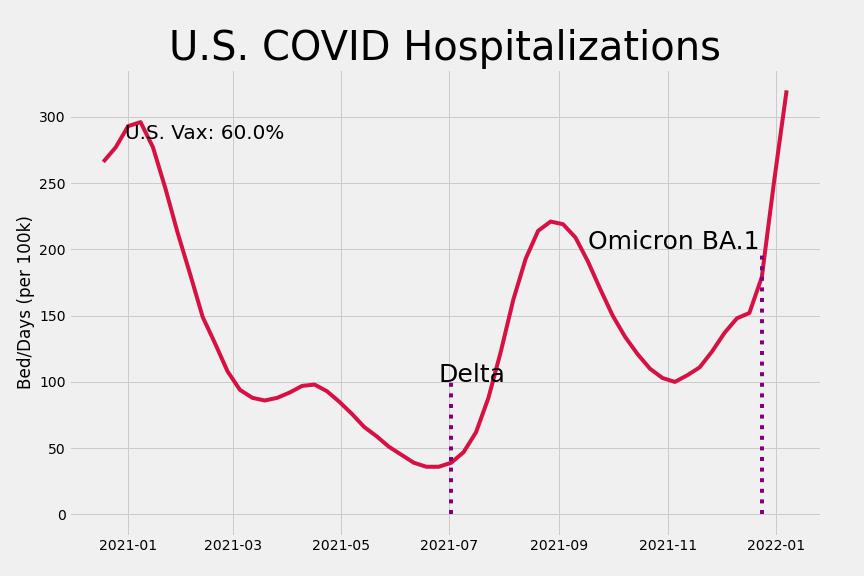 U.S. COVID Hospitalizations
Bed/Days (per 100k)
300
250
200
150
100
50
0
U.S. Vax: 60.0%
Omicron BA.1
Delta
2021-01
2021-03
2021-05
2021-07
2021-09
2021-11
2022-01